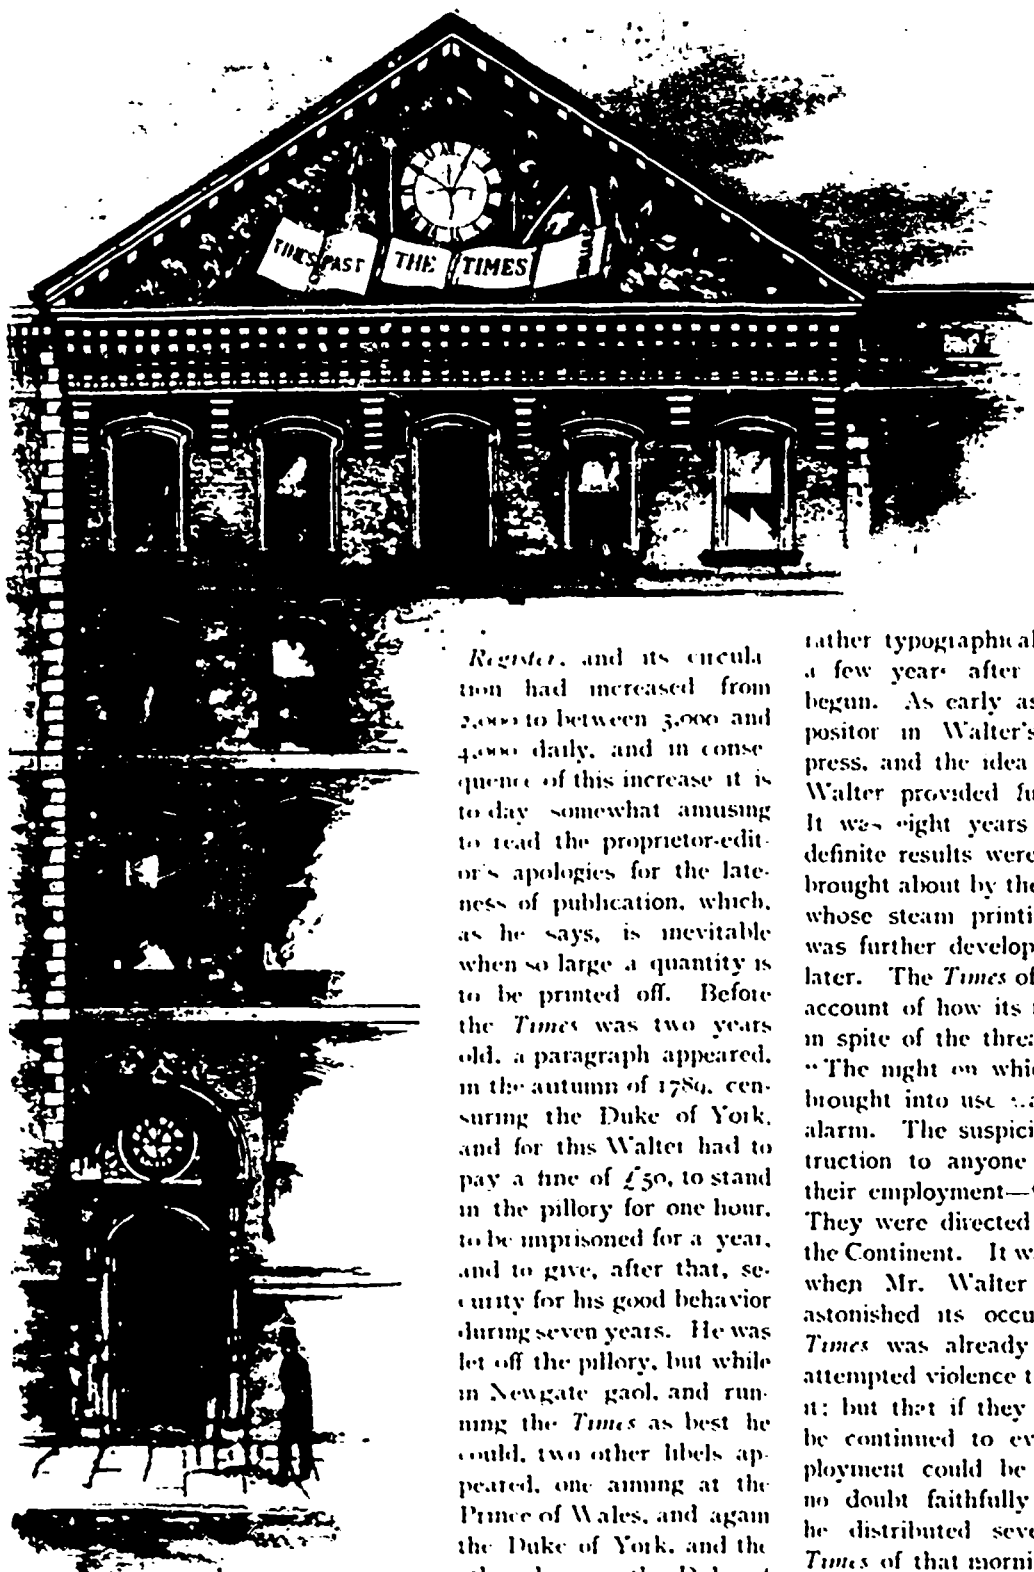 TIMES PAST THE TIMES
Register, and its circula
tion had increased from
2,000 to between 3,000 and
4,000 daily, and in conse
quence of this increase it is
to day somewhat amusing
to read the proprietor-edit-
or's apologies for the late-
ness of publication, which,
as he says, is inevitable
when so large a quantity is
to be printed off. Before
the Times was two years
old, a paragraph appeared,
in the autumn of 1789, cen-
suring the Duke of York,
and for this Walter had to
pay a fine of £50, to stand
in the pillory for one hour,
to be imprisoned for a year,
and to give, after that, se-
curity for his good behavior
during seven years. He was
let off the pillory, but while
in Newgate gaol, and run-
ning the Times as best he
could, two other libels ap-
peared, one aiming at the
Prince of Wales, and again
the Duke of York, and the
rather typographical
a few years after
begun. As early as
positor in Walter's
press, and the idea
Walter provided fu
It was eight years
definite results were
brought about by the
whose steam printi
was further develop
later. The Times of
account of how its
in spite of the threa
"The night on whic
brought into use wa
alarm. The suspici
truction to anyone
their employment—
They were directed
the Continent. It w
when Mr. Walter
astonished its occu
Times was already
attempted violence t
it; but that if they
be continued to ev
ployment could be
no doubt faithfully
he distributed seve
Times of that morni